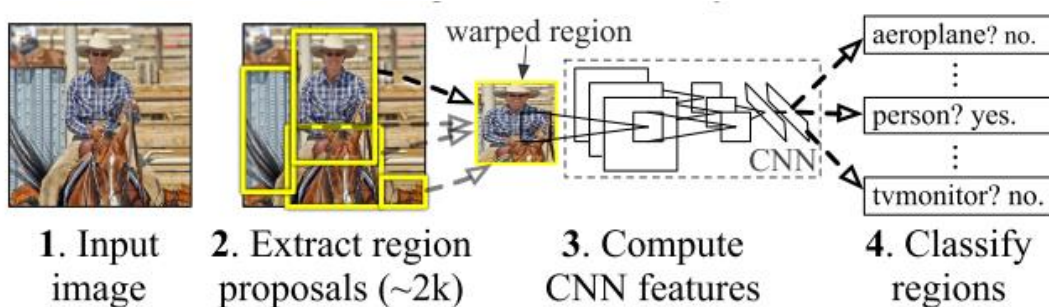 warped region
aeroplane? no.
person? yes.
CNN
tvmonitor? no.
1. Input
image
2. Extract region
proposals (~2k)
3. Compute
CNN features
4. Classify
regions